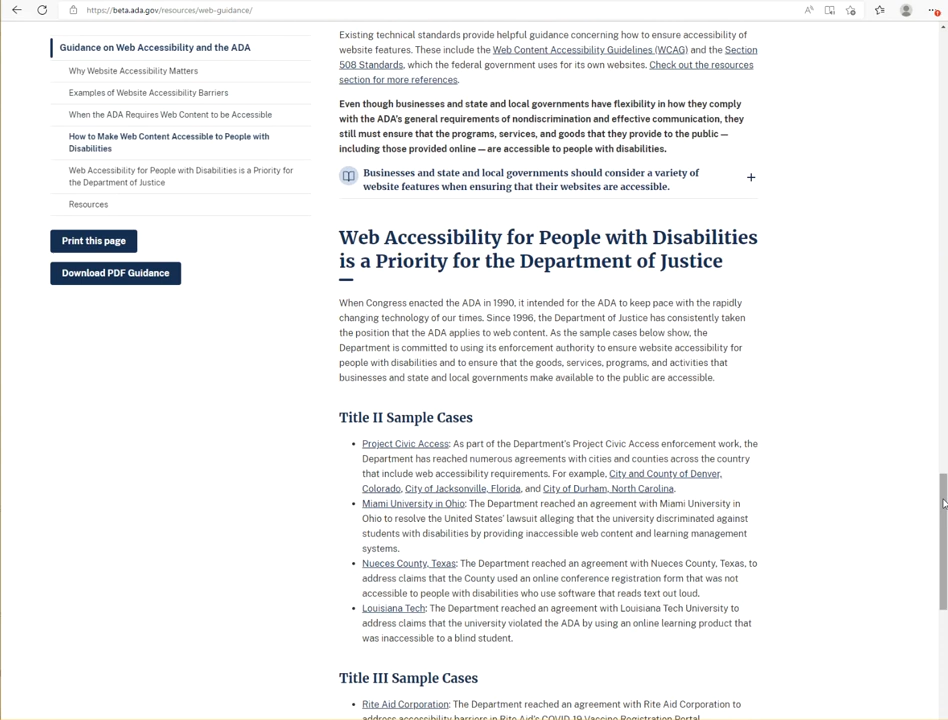 https://beta.ada.gov/resources/web-guidance/
Guidance on Web Accessibility and the ADA
Why Website Accessibility Matters
Examples of Website Accessibility Barriers
When the ADA Requires Web Content to be Accessible
How to Make Web Content Accessible to People with
Disabilities
Web Accessibility for People with Disabilities is a Priority for
the Department of Justice
Resources
Print this page
Download PDF Guidance
Existing technical standards provide helpful guidance concerning how to ensure accessibility of
website features. These include the Web Content Accessibility Guidelines (WCAG) and the Section
508 Standards, which the federal government uses for its own websites. Check out the resources
section for more references.
Even though businesses and state and local governments have flexibility in how they comply
with the ADA's general requirements of nondiscrimination and effective communication, they
still must ensure that the programs, services, and goods that they provide to the public —
including those provided online — are accessible to people with disabilities.
Businesses and state and local governments should consider a variety of
website features when ensuring that their websites are accessible.
+
Web Accessibility for People with Disabilities
is a Priority for the Department of Justice
When Congress enacted the ADA in 1990, it intended for the ADA to keep pace with the rapidly
changing technology of our times. Since 1996, the Department of Justice has consistently taken
the position that the ADA applies to web content. As the sample cases below show, the
Department is committed to using its enforcement authority to ensure website accessibility for
people with disabilities and to ensure that the goods, services, programs, and activities that
businesses and state and local governments make available to the public are accessible.
Title II Sample Cases
• Project Civic Access: As part of the Department's Project Civic Access enforcement work, the
Department has reached numerous agreements with cities and counties across the country
that include web accessibility requirements. For example, City and County of Denver,
Colorado, City of Jacksonville, Florida, and City of Durham, North Carolina.
• Miami University in Ohio: The Department reached an agreement with Miami University in
Ohio to resolve the United States' lawsuit alleging that the university discriminated against
students with disabilities by providing inaccessible web content and learning management
systems.
• Nueces County, Texas: The Department reached an agreement with Nueces County, Texas, to
address claims that the County used an online conference registration form that was not
accessible to people with disabilities who use software that reads text out loud.
• Louisiana Tech: The Department reached an agreement with Louisiana Tech University to
address claims that the university violated the ADA by using an online learning product that
was inaccessible to a blind student.
Title III Sample Cases
• Rite Aid Corporation: The Department reached an agreement with Rite Aid Corporation to
address accessibility barriers in Rite Aid's COVID-19 Vaccine Registration Portal.